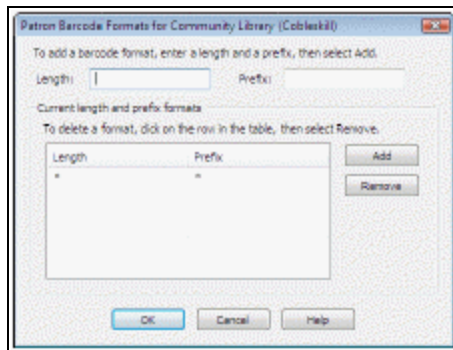 Patron Barcode Formats for Community Library (Cobleskill)
To add a barcode format, enter a length and a prefix, then select Add.
Length: Prefix:
Current length and prefix formats
To delete a format, click on the row in the table, then select Remove.
Length Prefix Add
* *
Remove
OK Cancel Help